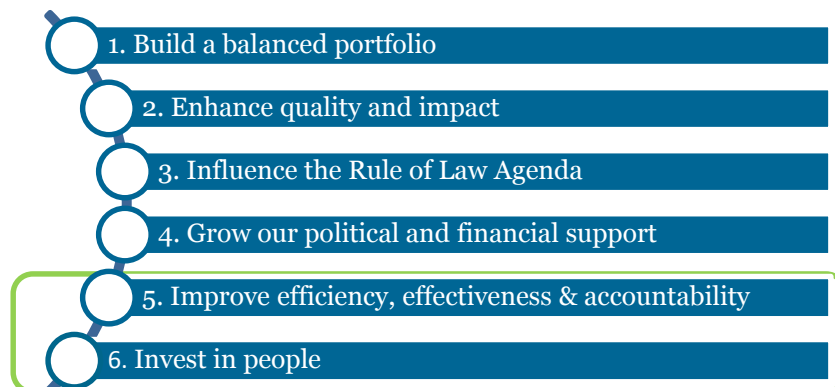 1. Build a balanced portfolio
2. Enhance quality and impact
3. Influence the Rule of Law Agenda
4. Grow our political and financial support
5. Improve efficiency, effectiveness & accountability
6. Invest in people